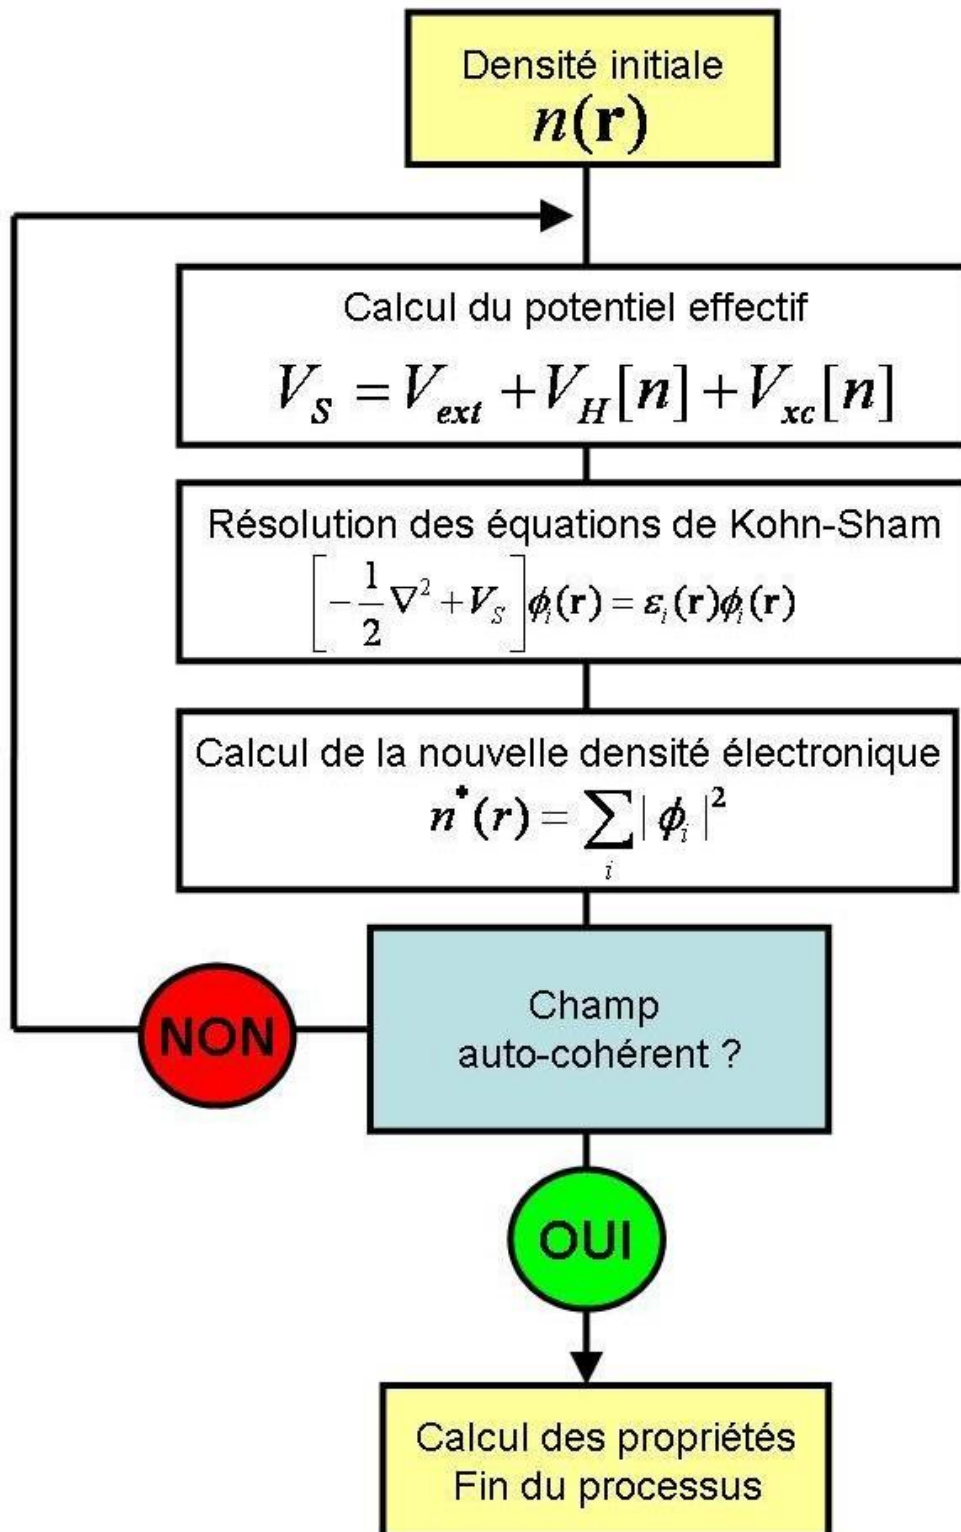 Densité initiale
n(r)
Calcul du potentiel effectif
V_S = V_ext + V_H[n] + V_xc[n]
Résolution des équations de Kohn-Sham
[-1/2 ∇² + V_S] ϕ_i(r) = ε_i(r)ϕ_i(r)
Calcul de la nouvelle densité électronique
n*(r) = ∑_i | ϕ_i |²
Champ
auto-cohérent ?
NON
OUI
Calcul des propriétés
Fin du processus